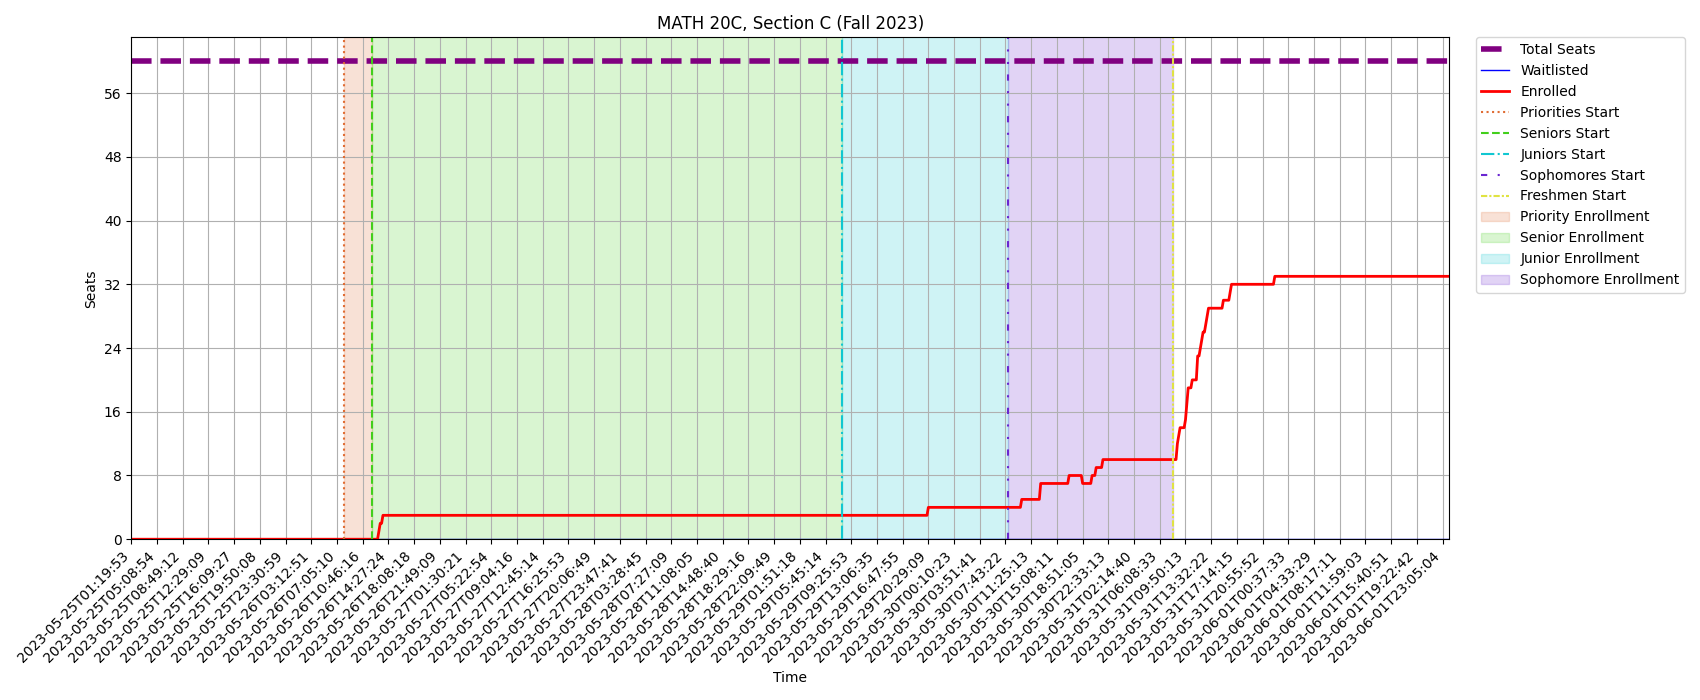 MATH 20C, Section C (Fall 2023)
Seats
56
48
40
32
24
16
8
0
2023-05-25T01:19:53
2023-05-25T05:08:54
2023-05-25T08:49:12
2023-05-25T12:29:09
2023-05-25T16:09:27
2023-05-25T19:50:08
2023-05-25T23:30:59
2023-05-26T03:12:51
2023-05-26T07:05:10
2023-05-26T10:46:16
2023-05-26T14:27:24
2023-05-26T18:08:18
2023-05-26T21:49:09
2023-05-27T01:30:21
2023-05-27T05:22:54
2023-05-27T09:04:16
2023-05-27T12:45:14
2023-05-27T16:25:53
2023-05-27T20:06:49
2023-05-27T23:47:41
2023-05-28T03:28:45
2023-05-28T07:27:09
2023-05-28T11:08:05
2023-05-28T14:48:40
2023-05-28T18:29:16
2023-05-28T22:09:49
2023-05-29T01:51:18
2023-05-29T05:45:14
2023-05-29T09:25:53
2023-05-29T13:06:35
2023-05-29T16:47:55
2023-05-29T20:29:09
2023-05-30T00:10:23
2023-05-30T03:51:41
2023-05-30T07:43:22
2023-05-30T11:25:13
2023-05-30T15:08:11
2023-05-30T18:51:05
2023-05-30T22:33:13
2023-05-31T02:14:40
2023-05-31T06:08:33
2023-05-31T09:50:13
2023-05-31T13:32:22
2023-05-31T17:14:15
2023-05-31T20:55:52
2023-06-01T00:37:33
2023-06-01T04:33:29
2023-06-01T08:17:11
2023-06-01T11:59:03
2023-06-01T15:40:51
2023-06-01T19:22:42
2023-06-01T23:05:04
Time
Total Seats
Waitlisted
Enrolled
Priorities Start
Seniors Start
Juniors Start
Sophomores Start
Freshmen Start
Priority Enrollment
Senior Enrollment
Junior Enrollment
Sophomore Enrollment